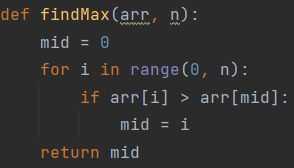 def findMax(arr, n):
    mid = 0
    for i in range(0, n):
        if arr[i] > arr[mid]:
            mid = i
    return mid